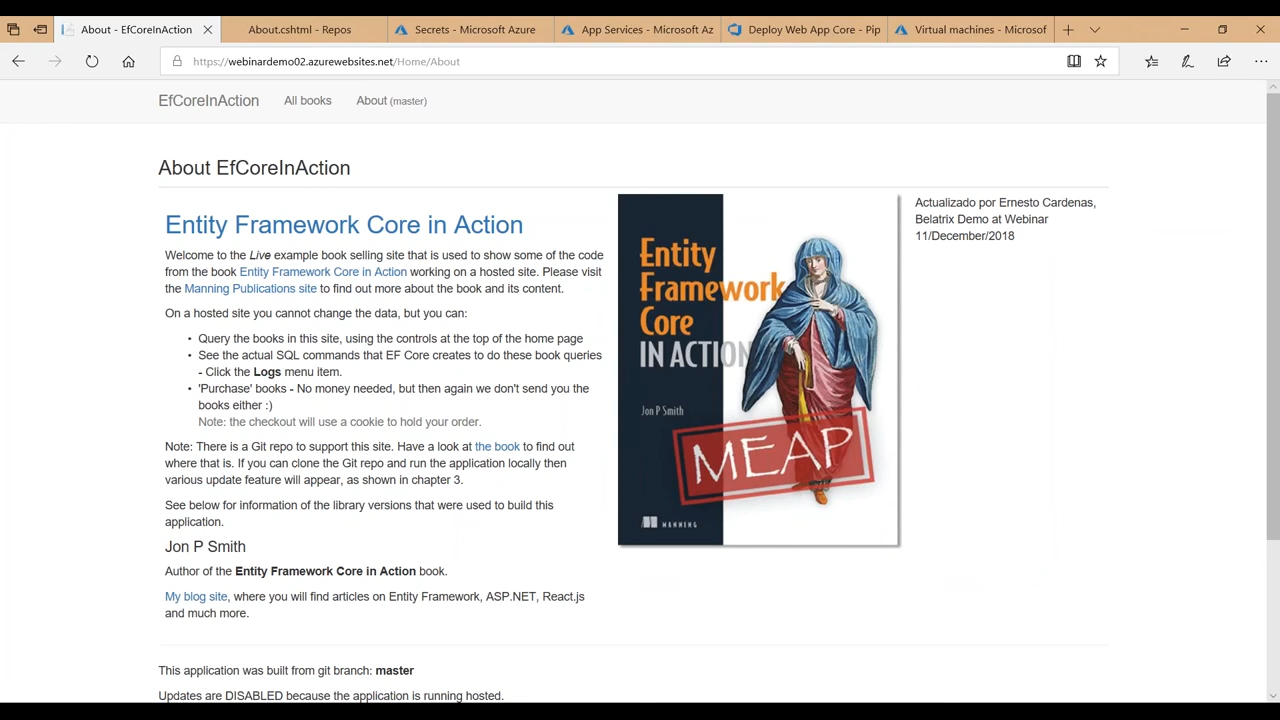 About - EfCoreInAction
About.cshtml - Repos
Secrets - Microsoft Azure
App Services - Microsoft Az
Deploy Web App Core - Pip
Virtual machines - Microsof
https://webinardemo02.azurewebsites.net/Home/About
EfCoreInAction All books About (master)
About EfCoreInAction
Entity Framework Core in Action
Welcome to the Live example book selling site that is used to show some of the code
from the book Entity Framework Core in Action working on a hosted site. Please visit
the Manning Publications site to find out more about the book and its content.
On a hosted site you cannot change the data, but you can:
• Query the books in this site, using the controls at the top of the home page
• See the actual SQL commands that EF Core creates to do these book queries
- Click the Logs menu item.
• 'Purchase' books - No money needed, but then again we don't send you the
books either :)
Note: the checkout will use a cookie to hold your order.
Note: There is a Git repo to support this site. Have a look at the book to find out
where that is. If you can clone the Git repo and run the application locally then
various update feature will appear, as shown in chapter 3.
See below for information of the library versions that were used to build this
application.
Jon P Smith
Author of the Entity Framework Core in Action book.
My blog site, where you will find articles on Entity Framework, ASP.NET, React.js
and much more.
Entity
Framework
Core
IN ACTION
Jon P Smith
MEAP
MANNING
Actualizado por Ernesto Cardenas,
Belatrix Demo at Webinar
11/December/2018
This application was built from git branch: master
Updates are DISABLED because the application is running hosted.